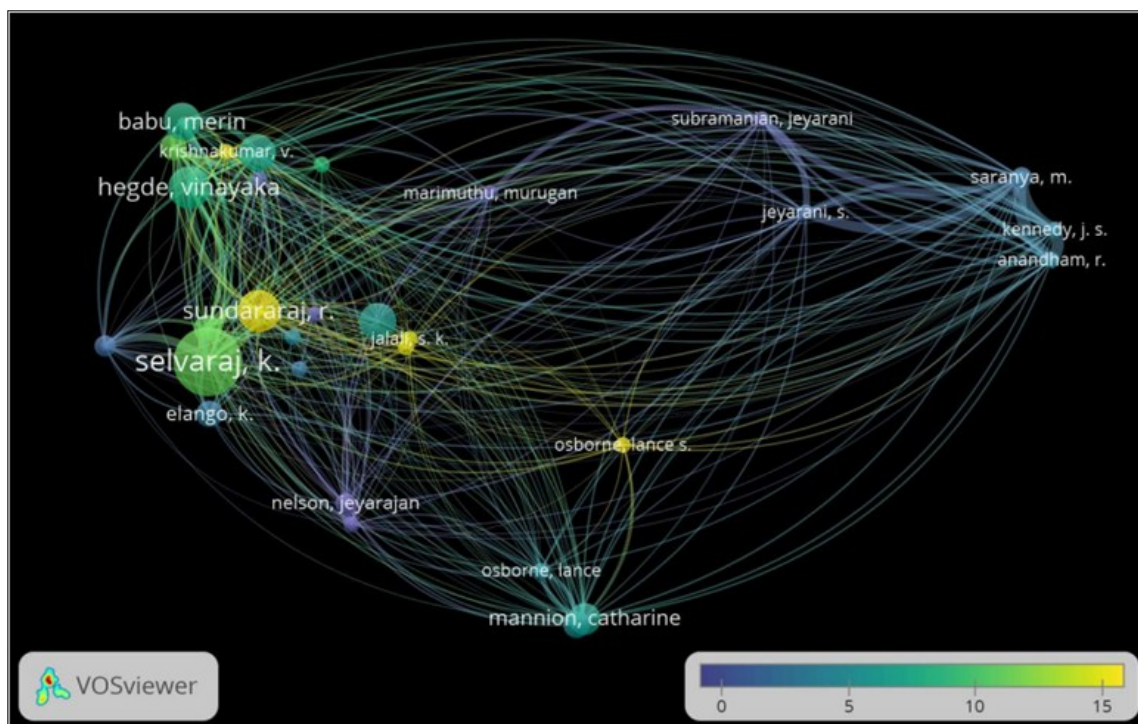 babu, merin
krishnakumar, v.
hegde, vinayaka
subramanian, jeyarani
marimuthu, murugan
jeyarani, s.
saranya, m.
kennedy, j. s.
anandham, r.
sundararaj, r.
jalali, s. k.
selvaraj, k.
elango, k.
osborne, lance s.
nelson, jeyarajan
osborne, lance
mannion, catharine
VOSviewer
0 5 10 15